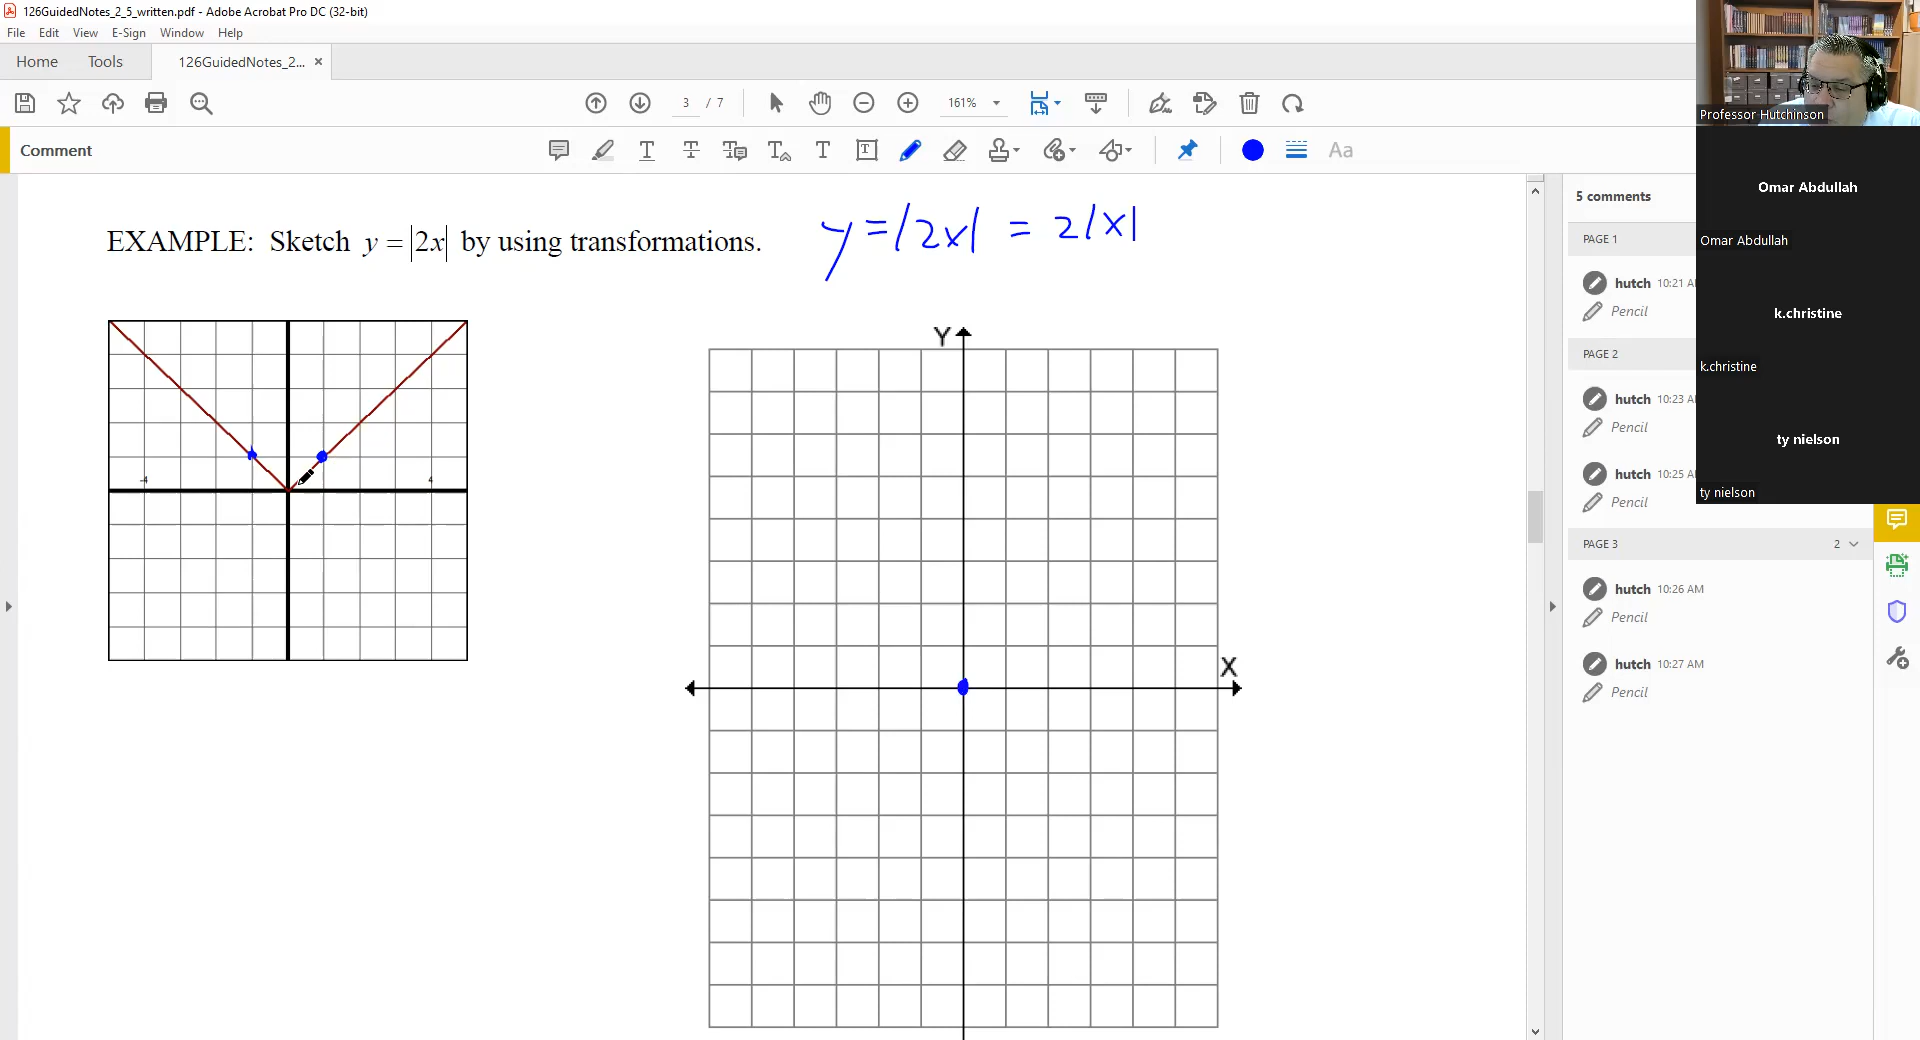 126GuidedNotes_2_5_written.pdf - Adobe Acrobat Pro DC (32-bit)
File Edit View E-Sign Window Help
Home Tools 126GuidedNotes_2... ×
3 / 7 161%
Comment
Aa
EXAMPLE: Sketch y = |2x| by using transformations.
y = |2x| = 2|x|
-4 4
Y
X
5 comments
PAGE 1
hutch 10:21 A
Pencil
PAGE 2
hutch 10:23 A
Pencil
hutch 10:25 A
Pencil
PAGE 3 2
hutch 10:26 AM
Pencil
hutch 10:27 AM
Pencil
Professor Hutchinson
Omar Abdullah
Omar Abdullah
k.christine
k.christine
ty nielson
ty nielson